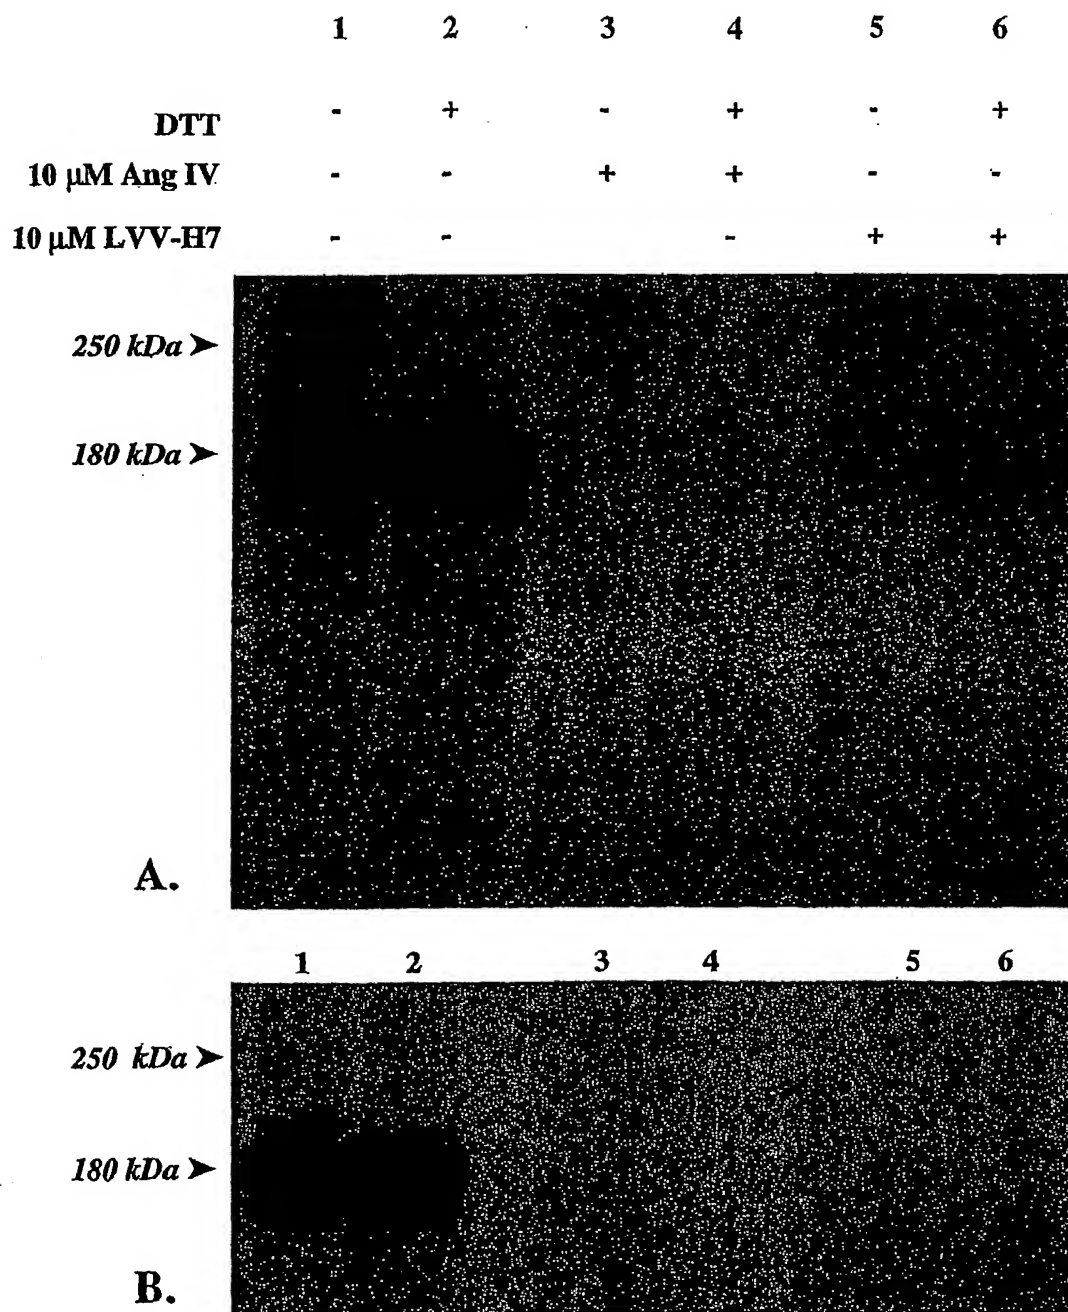 1 2 3 4 5 6
DTT - + - + - +
10 μM Ang IV - - + + - -
10 μM LVV-H7 - - - + +
250 kDa ➤
180 kDa ➤
A.
1 2 3 4 5 6
250 kDa ➤
180 kDa ➤
B.